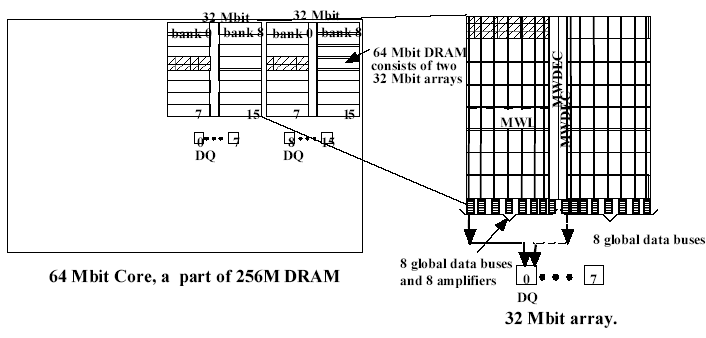 32 Mbit 32 Mbit
bank 0 bank 8 bank 0 bank 8
64 Mbit DRAM
consists of two
32 Mbit arrays
7 15 7 15
0 7 8 15
DQ DQ
64 Mbit Core, a part of 256M DRAM
MWDEC
MWDEC
MWL
8 global data buses
8 global data buses
and 8 amplifiers
0 7
DQ
32 Mbit array.